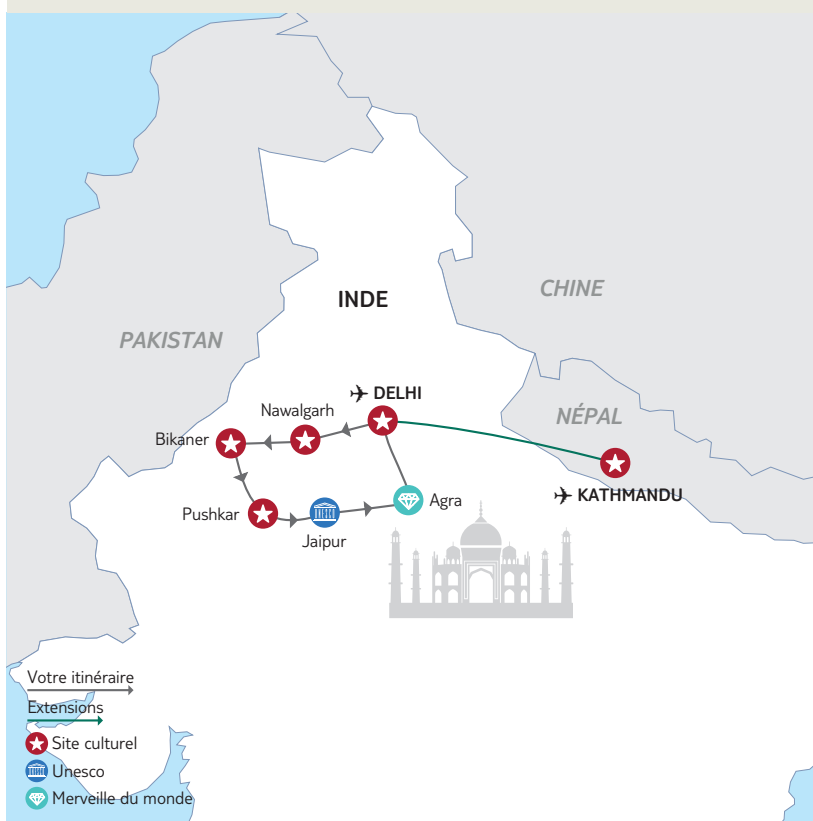 INDE
CHINE
PAKISTAN
DELHI
Nawalgarh
NÉPAL
Bikaner
KATHMANDU
Pushkar
Agra
Jaipur
Votre itinéraire
Extensions
Site culturel
Unesco
Merveille du monde